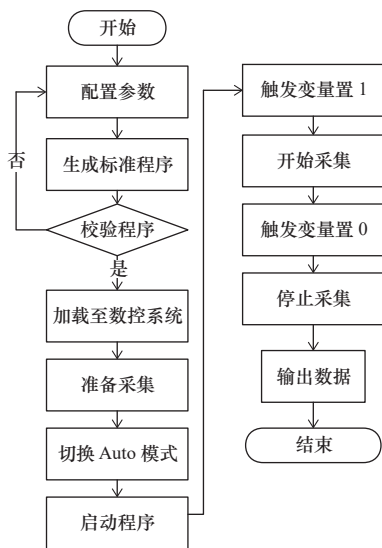 开始
配置参数
生成标准程序
校验程序
否
是
加载至数控系统
准备采集
切换 Auto 模式
启动程序
触发变量置 1
开始采集
触发变量置 0
停止采集
输出数据
结束